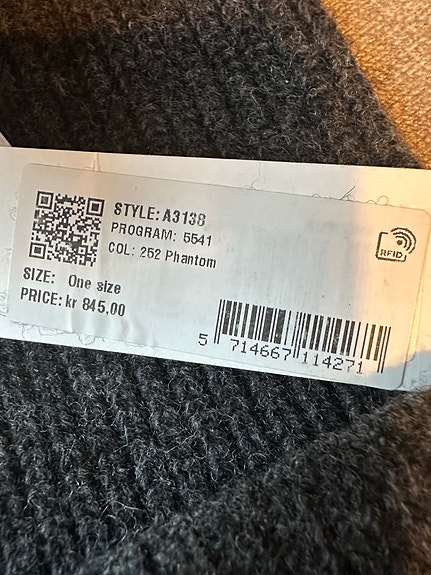 STYLE: A3138
PROGRAM: 5541
COL: 252 Phantom
RFID
SIZE: One size
PRICE: kr 845,00
5 714667 114271